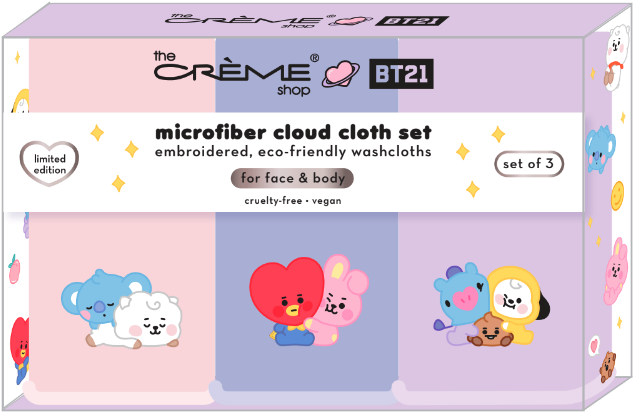 the CRÈME shop BT21
the
CRÈME®
shop
BT21
microfiber cloud cloth set
embroidered, eco-friendly washcloths
for face & body
cruelty-free • vegan
limited
edition
set of 3